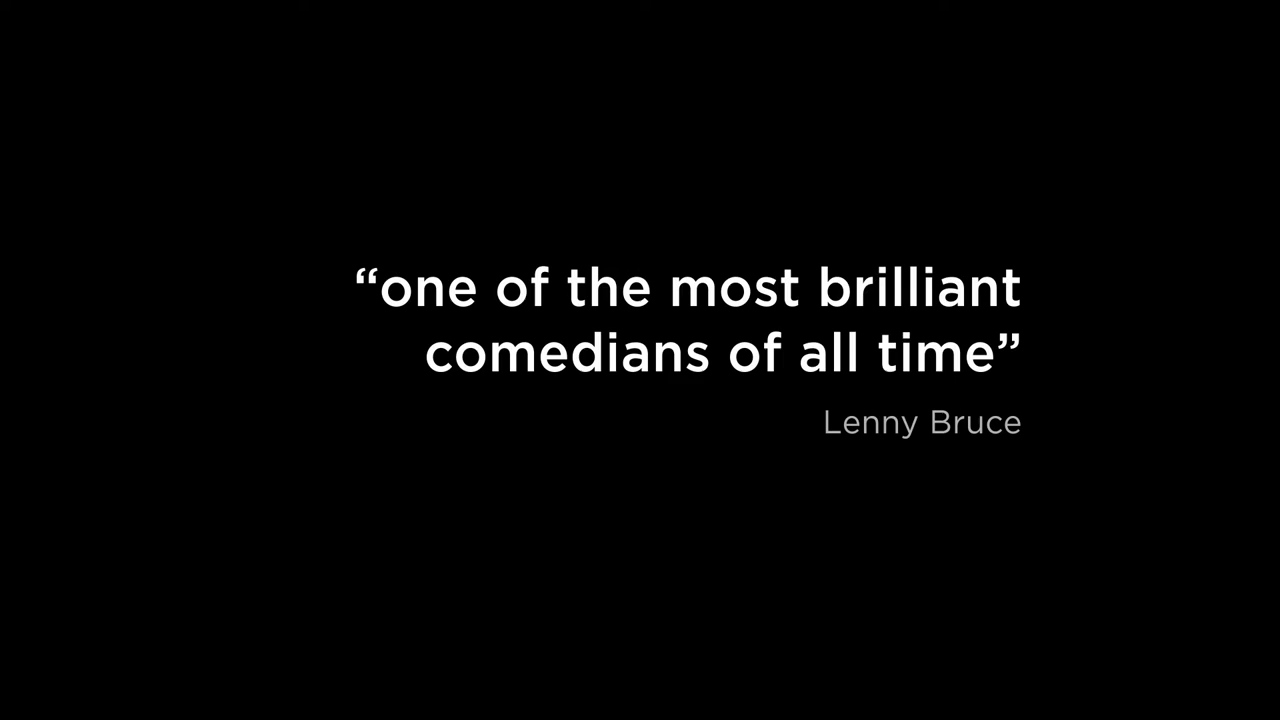 “one of the most brilliant
comedians of all time”
Lenny Bruce